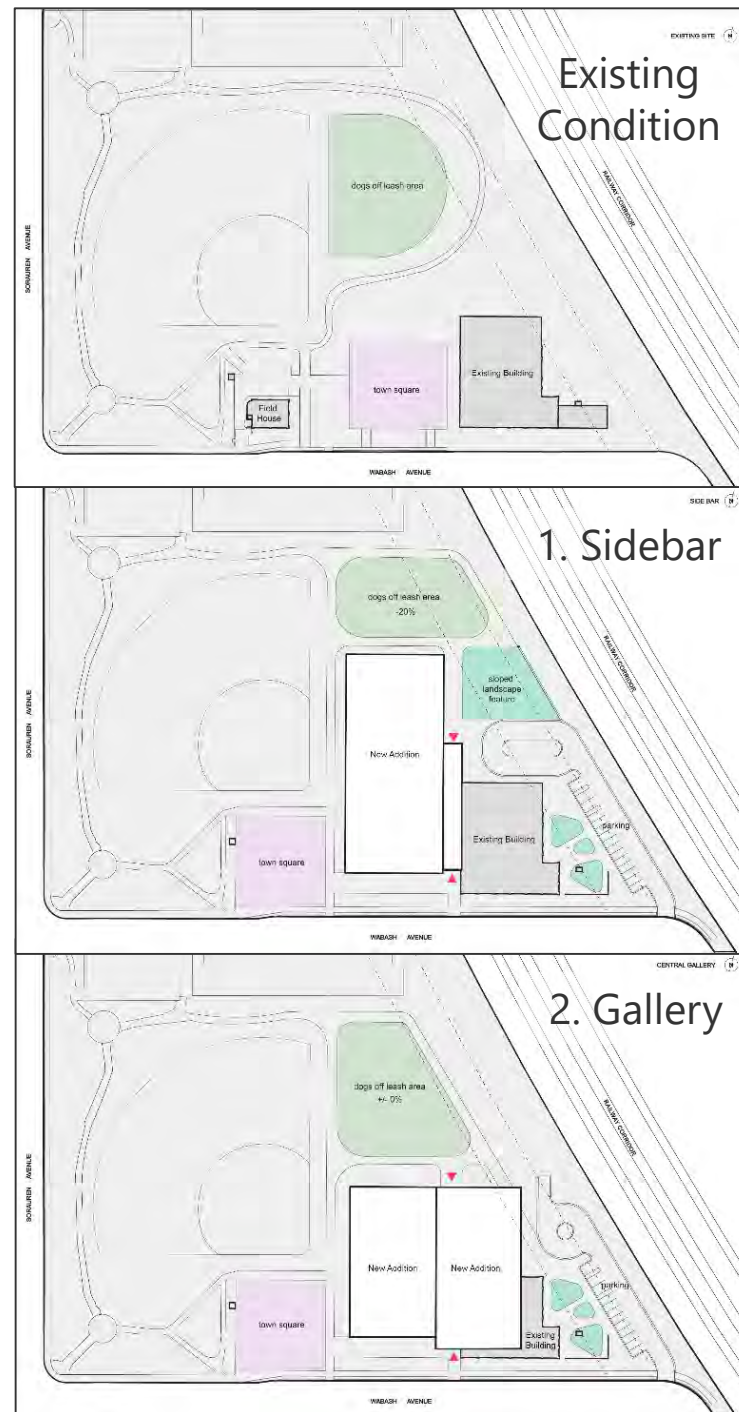 EXISTING SITE
N
Existing
Condition
dogs off leash area
RAILWAY CORRIDOR
SORAUREN AVENUE
Existing Building
town square
Field
House
WABASH AVENUE
SIDE BAR
N
1. Sidebar
dogs off leash area
-20%
sloped
landscape
feature
RAILWAY CORRIDOR
SORAUREN AVENUE
New Addition
parking
Existing Building
town square
WABASH AVENUE
CENTRAL GALLERY
N
2. Gallery
dogs off leash area
+/- 0%
RAILWAY CORRIDOR
SORAUREN AVENUE
New Addition
New Addition
parking
town square
Existing
Building
WABASH AVENUE